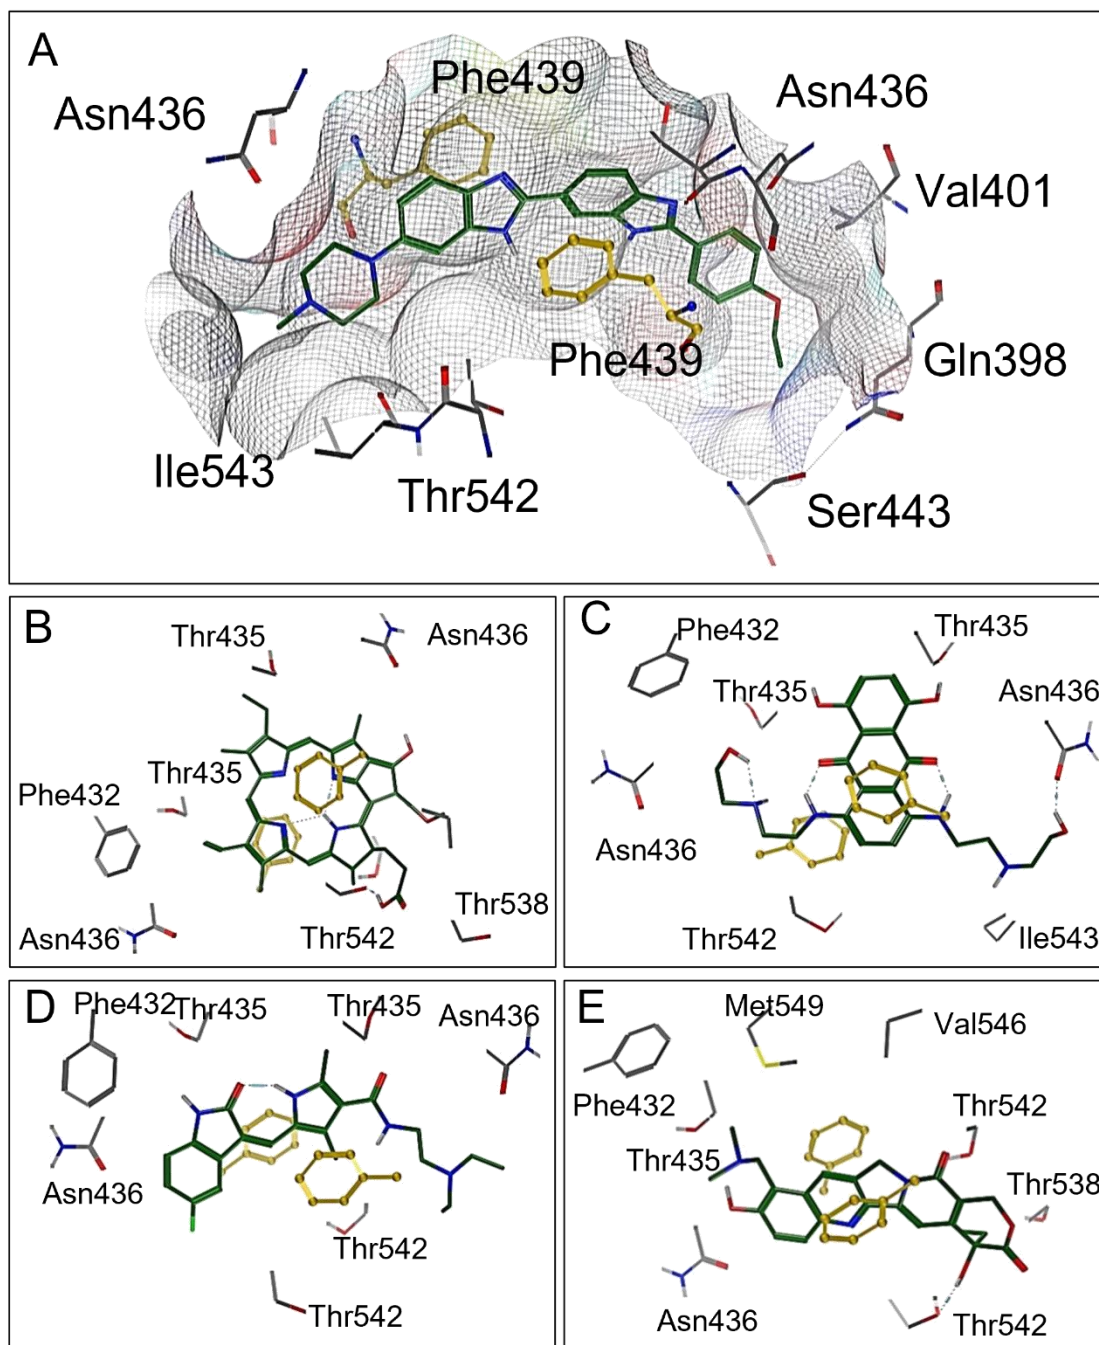 A
Phe439
Asn436
Asn436
Val401
Phe439
Gln398
Ile543
Thr542
Ser443
B
Thr435
Asn436
Thr435
Phe432
Asn436
Thr542
Thr538
C
Phe432
Thr435
Thr435
Asn436
Asn436
Thr542
Ile543
D
Phe432
Thr435
Thr435
Asn436
Asn436
Thr542
Thr542
E
Met549
Val546
Phe432
Thr542
Thr435
Thr538
Asn436
Thr542